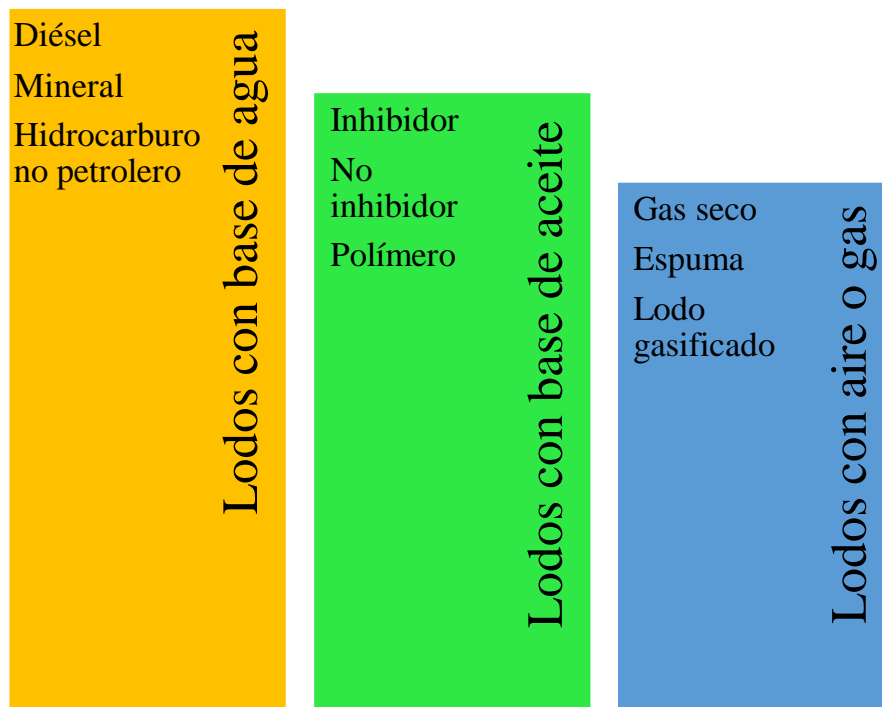 Diésel
Mineral
Hidrocarburo
no petrolero
Lodos con base de agua
Inhibidor
No
inhibidor
Polímero
Lodos con base de aceite
Gas seco
Espuma
Lodo
gasificado
Lodos con aire o gas